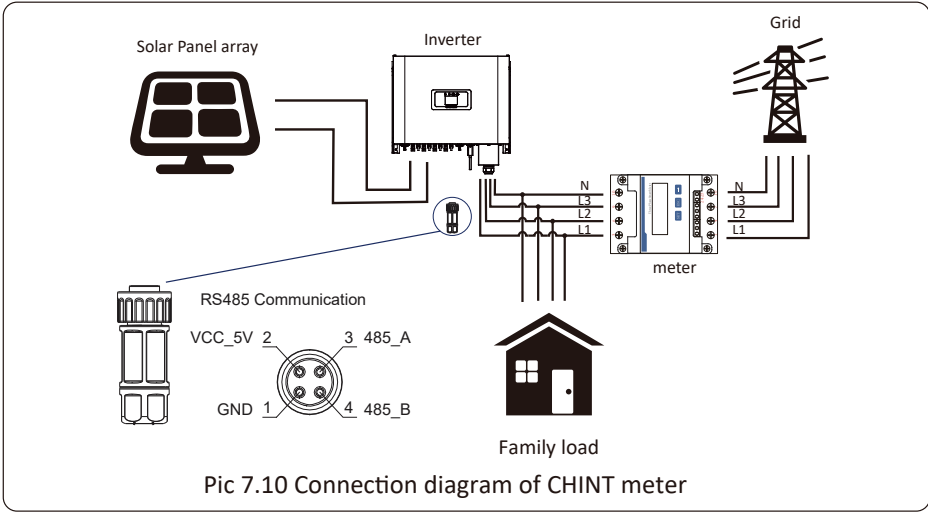 Grid
Solar Panel array
Inverter
N
L3
L2
L1
N
L3
L2
L1
meter
RS485 Communication
VCC_5V 2
3 485_A
GND 1
4 485_B
Family load
Pic 7.10 Connection diagram of CHINT meter